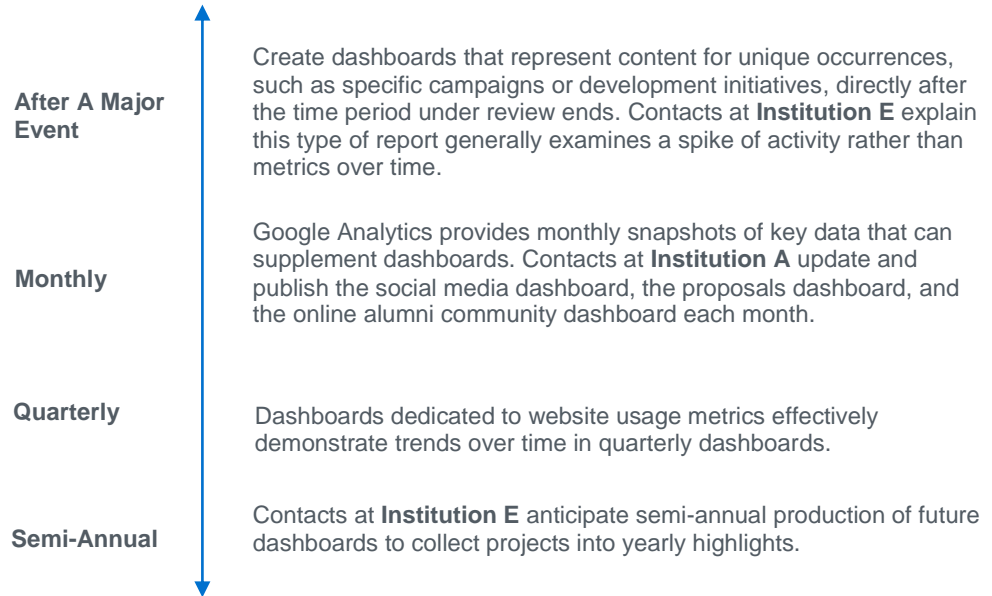 After A Major
Event
Create dashboards that represent content for unique occurrences,
such as specific campaigns or development initiatives, directly after
the time period under review ends. Contacts at Institution E explain
this type of report generally examines a spike of activity rather than
metrics over time.
Monthly
Google Analytics provides monthly snapshots of key data that can
supplement dashboards. Contacts at Institution A update and
publish the social media dashboard, the proposals dashboard, and
the online alumni community dashboard each month.
Quarterly
Dashboards dedicated to website usage metrics effectively
demonstrate trends over time in quarterly dashboards.
Semi-Annual
Contacts at Institution E anticipate semi-annual production of future
dashboards to collect projects into yearly highlights.